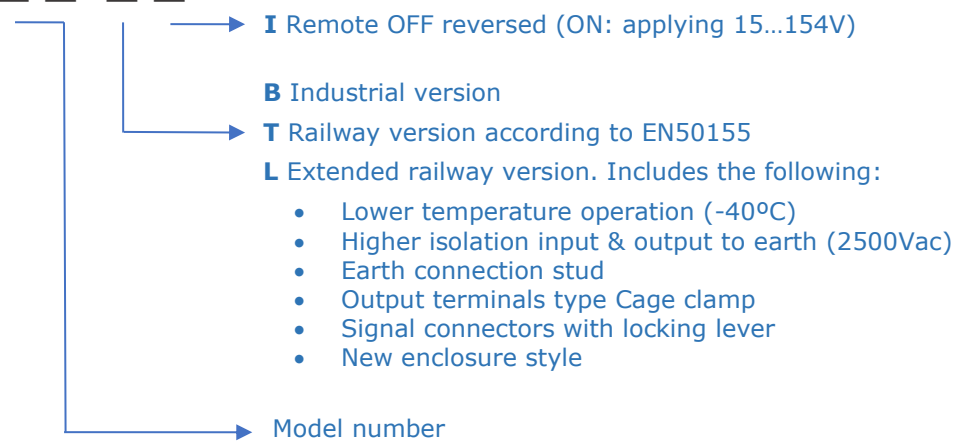 I Remote OFF reversed (ON: applying 15…154V)
B Industrial version
T Railway version according to EN50155
L Extended railway version. Includes the following:
• Lower temperature operation (-40ºC)
• Higher isolation input & output to earth (2500Vac)
• Earth connection stud
• Output terminals type Cage clamp
• Signal connectors with locking lever
• New enclosure style
Model number